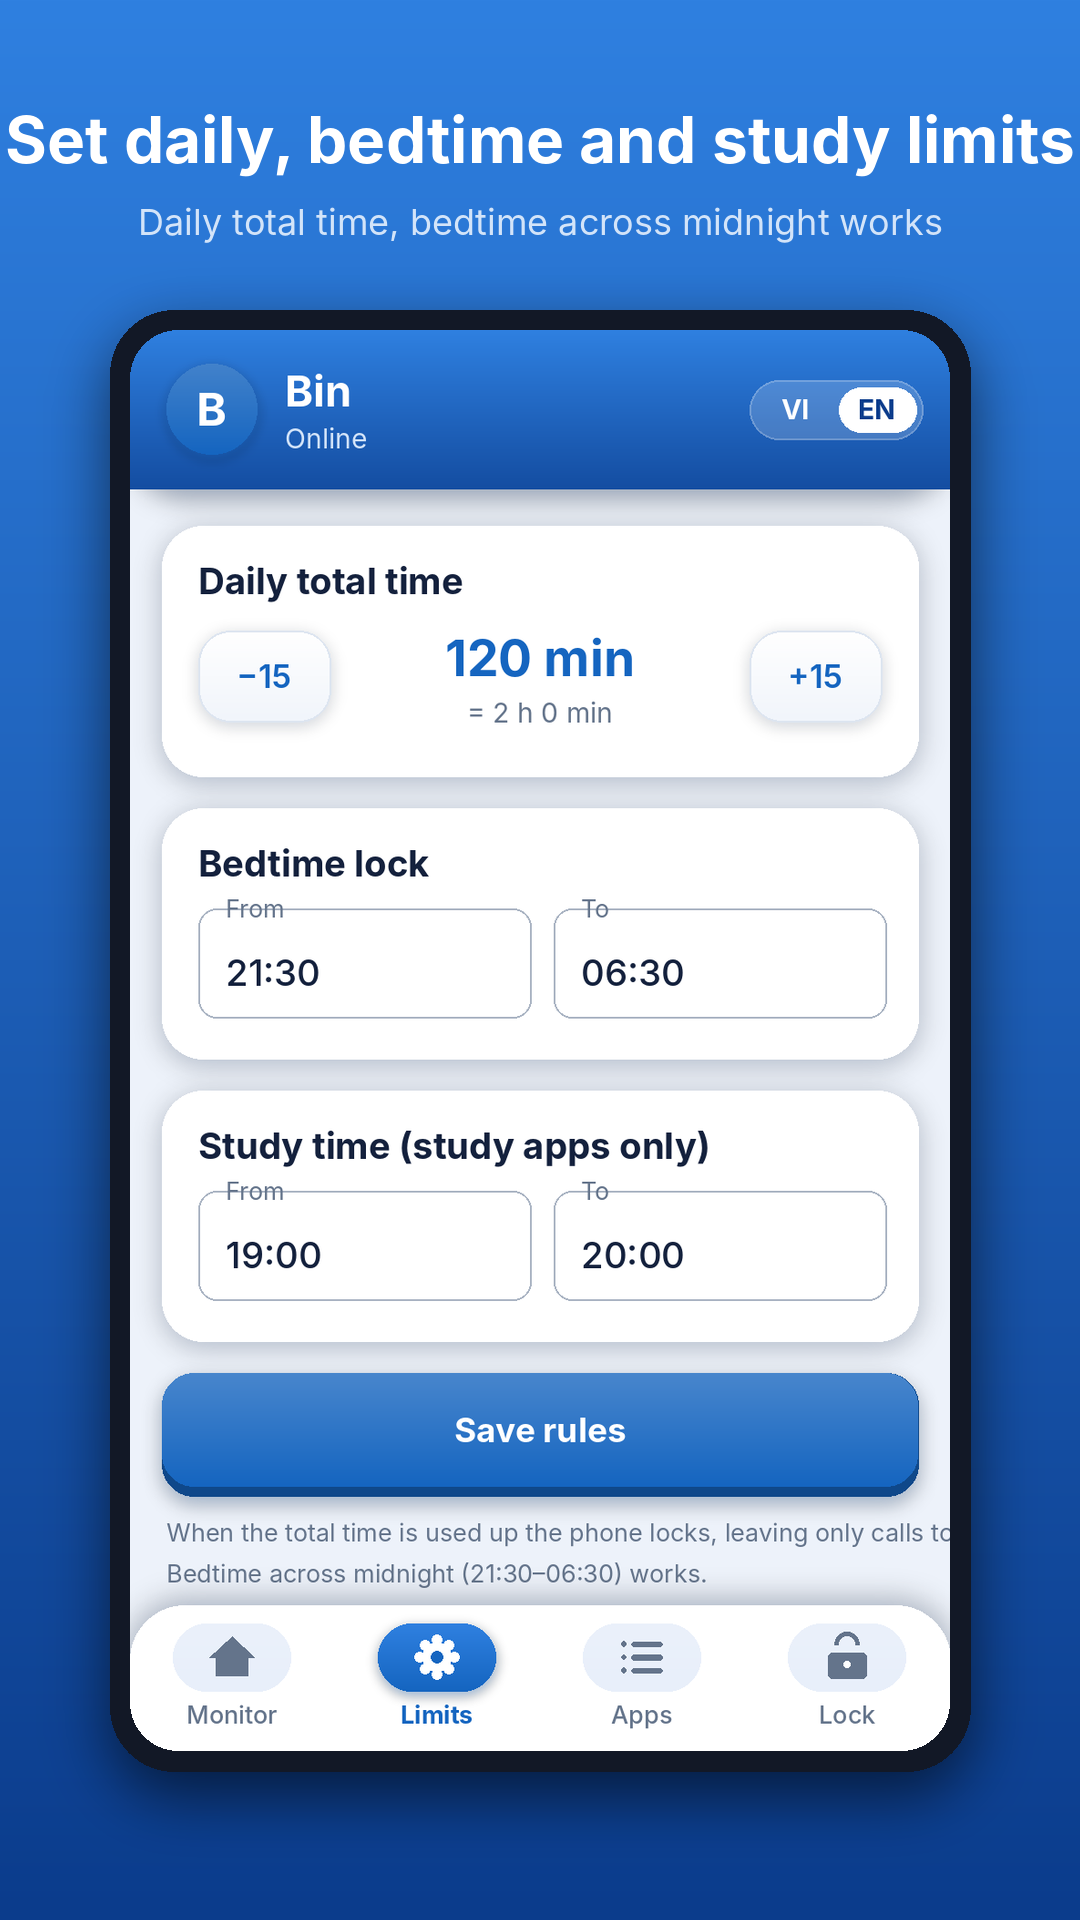 Set daily, bedtime and study limits
Daily total time, bedtime across midnight works
B
Bin
Online
VI
EN
Daily total time
−15
120 min
+15
= 2 h 0 min
Bedtime lock
From
To
21:30
06:30
Study time (study apps only)
From
To
19:00
20:00
Save rules
When the total time is used up the phone locks, leaving only calls to
Bedtime across midnight (21:30–06:30) works.
Monitor
Limits
Apps
Lock